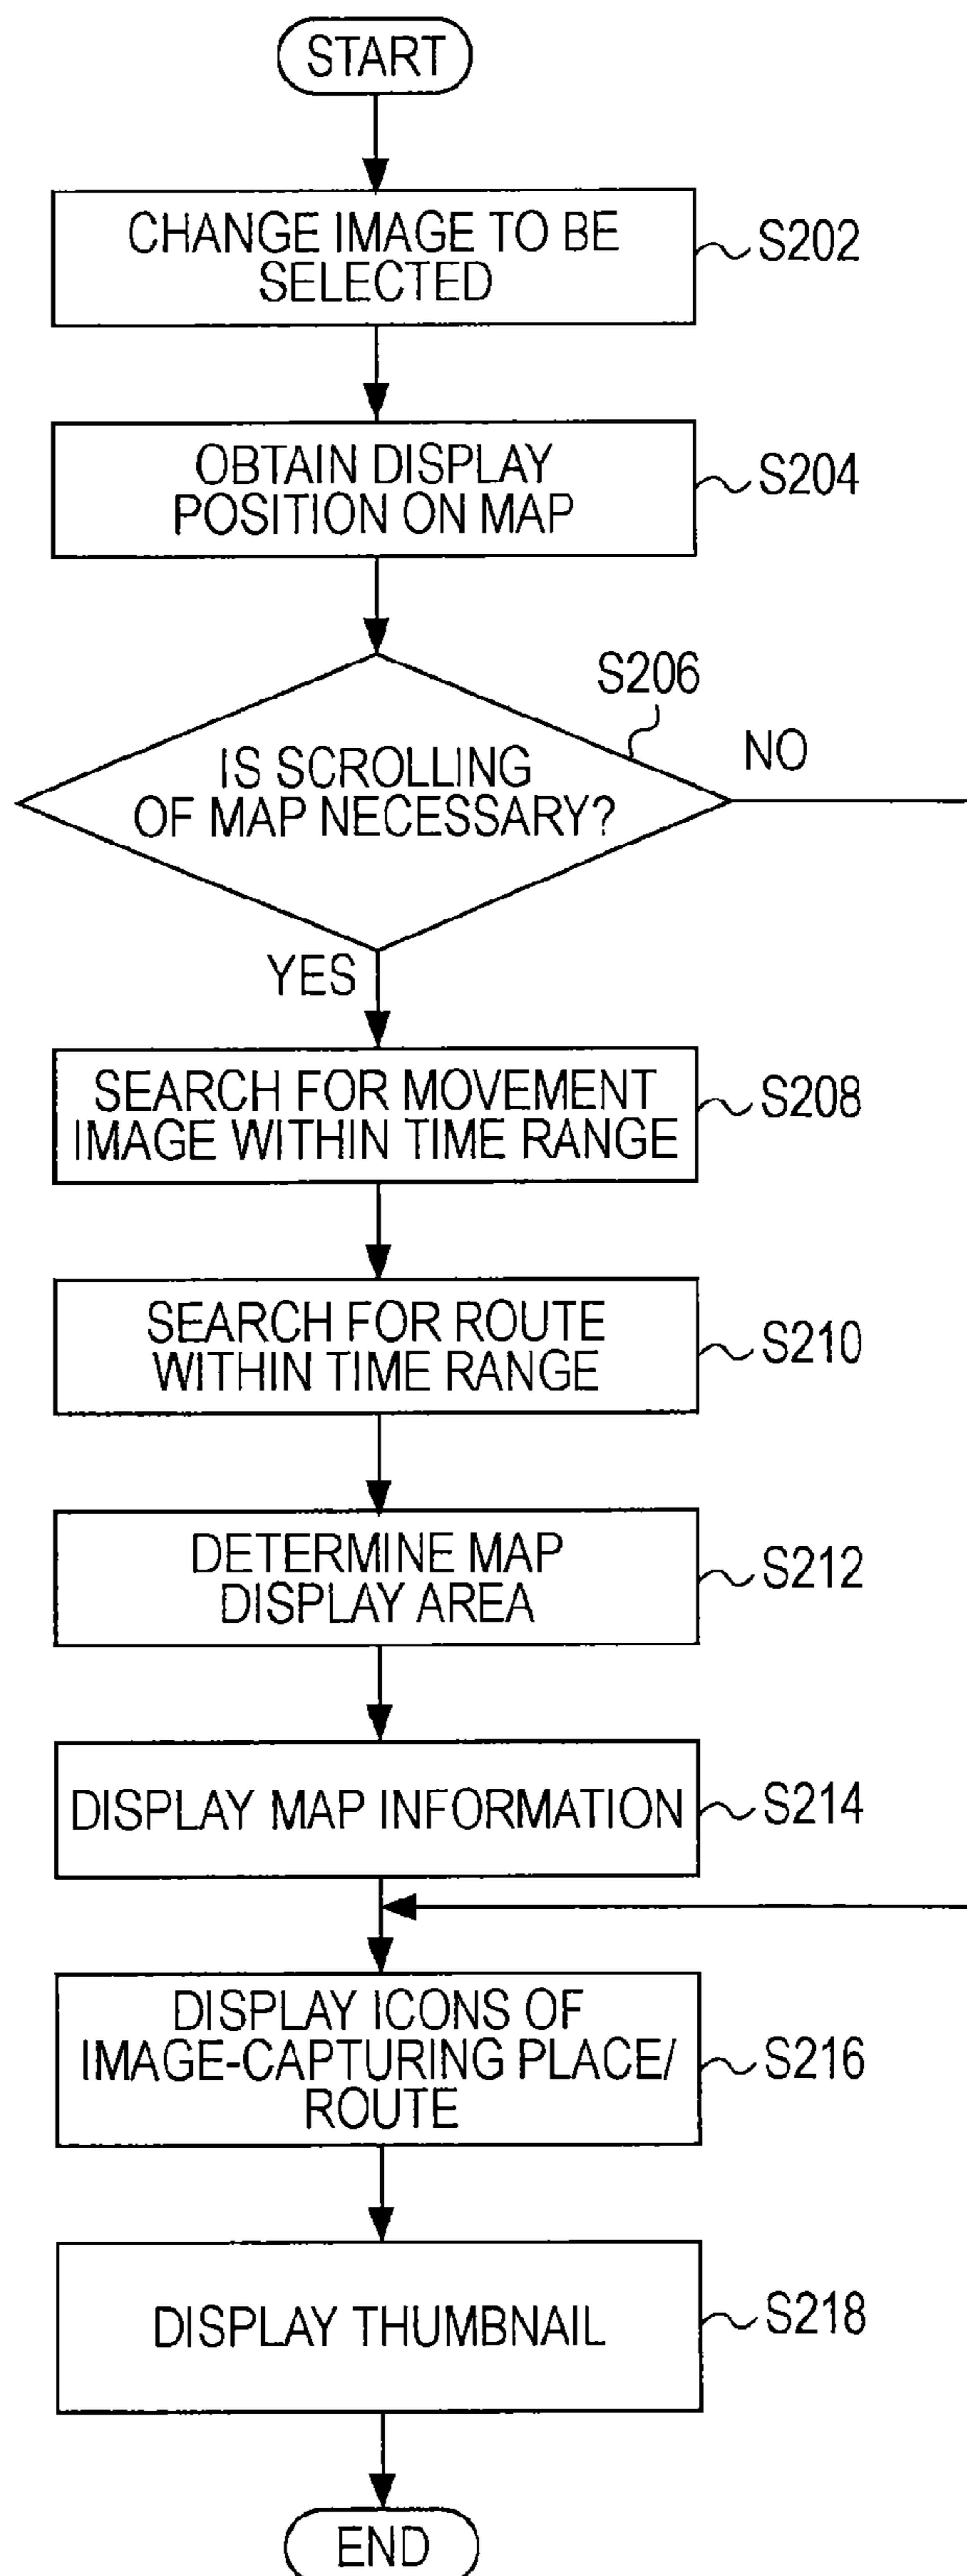 START
CHANGE IMAGE TO BE
SELECTED
S202
OBTAIN DISPLAY
POSITION ON MAP
S204
S206
IS SCROLLING
OF MAP NECESSARY?
NO
YES
SEARCH FOR MOVEMENT
IMAGE WITHIN TIME RANGE
S208
SEARCH FOR ROUTE
WITHIN TIME RANGE
S210
DETERMINE MAP
DISPLAY AREA
S212
DISPLAY MAP INFORMATION
S214
DISPLAY ICONS OF
IMAGE-CAPTURING PLACE/
ROUTE
S216
DISPLAY THUMBNAIL
S218
END